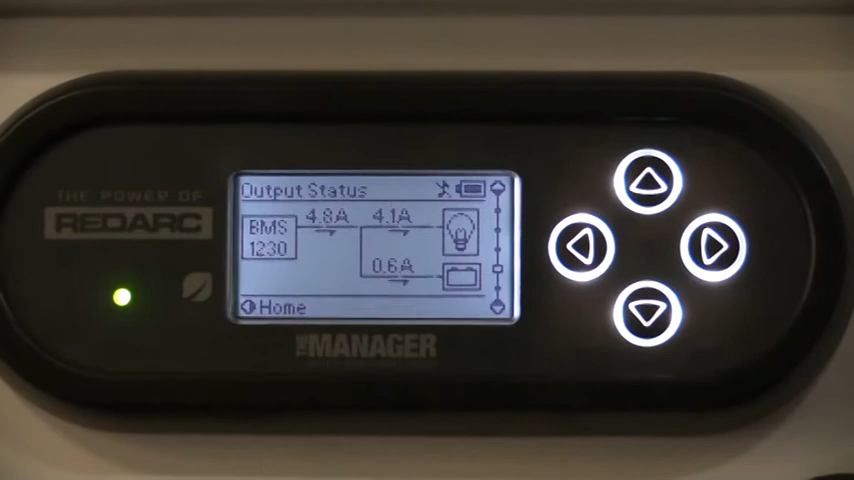 THE POWER OF
REDARC
Output Status
BMS
1230
4.8A
4.1A
0.6A
Home
THE MANAGER